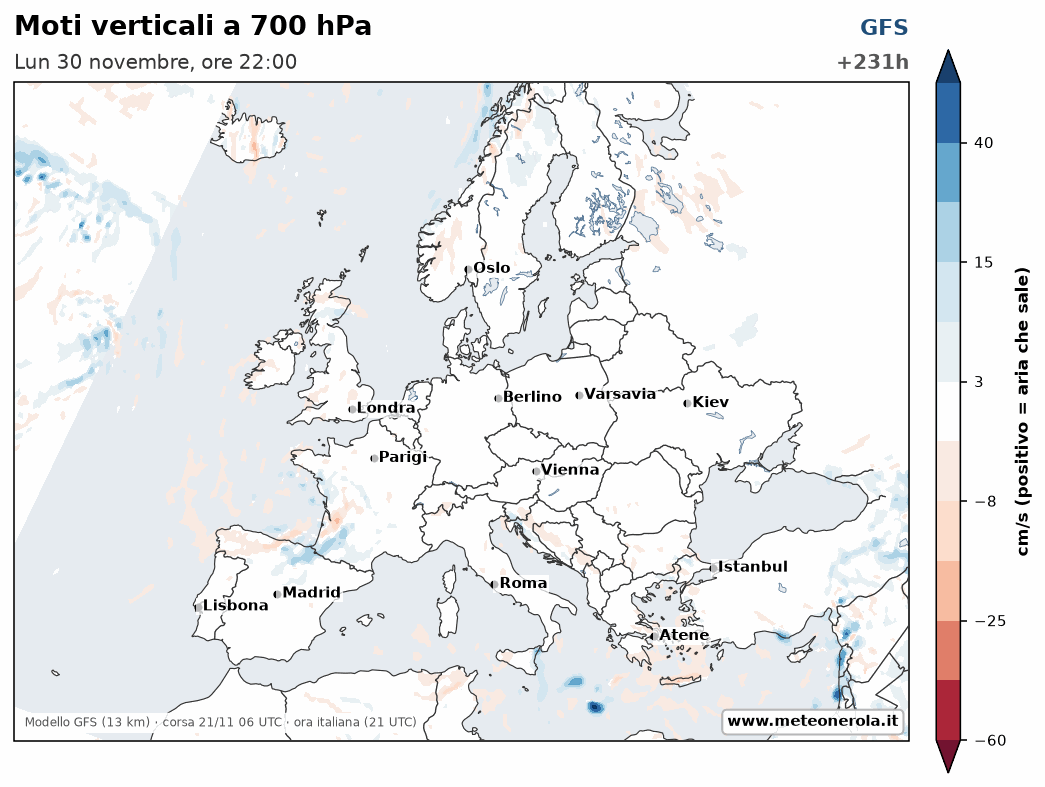 Moti verticali a 700 hPa
GFS
Lun 30 novembre, ore 22:00
+231h
40
15
3
−8
−25
−60
cm/s (positivo = aria che sale)
Oslo
Londra
Berlino
Varsavia
Kiev
Parigi
Vienna
Istanbul
Roma
Madrid
Lisbona
Atene
Modello GFS (13 km) · corsa 21/11 06 UTC · ora italiana (21 UTC)
www.meteonerola.it